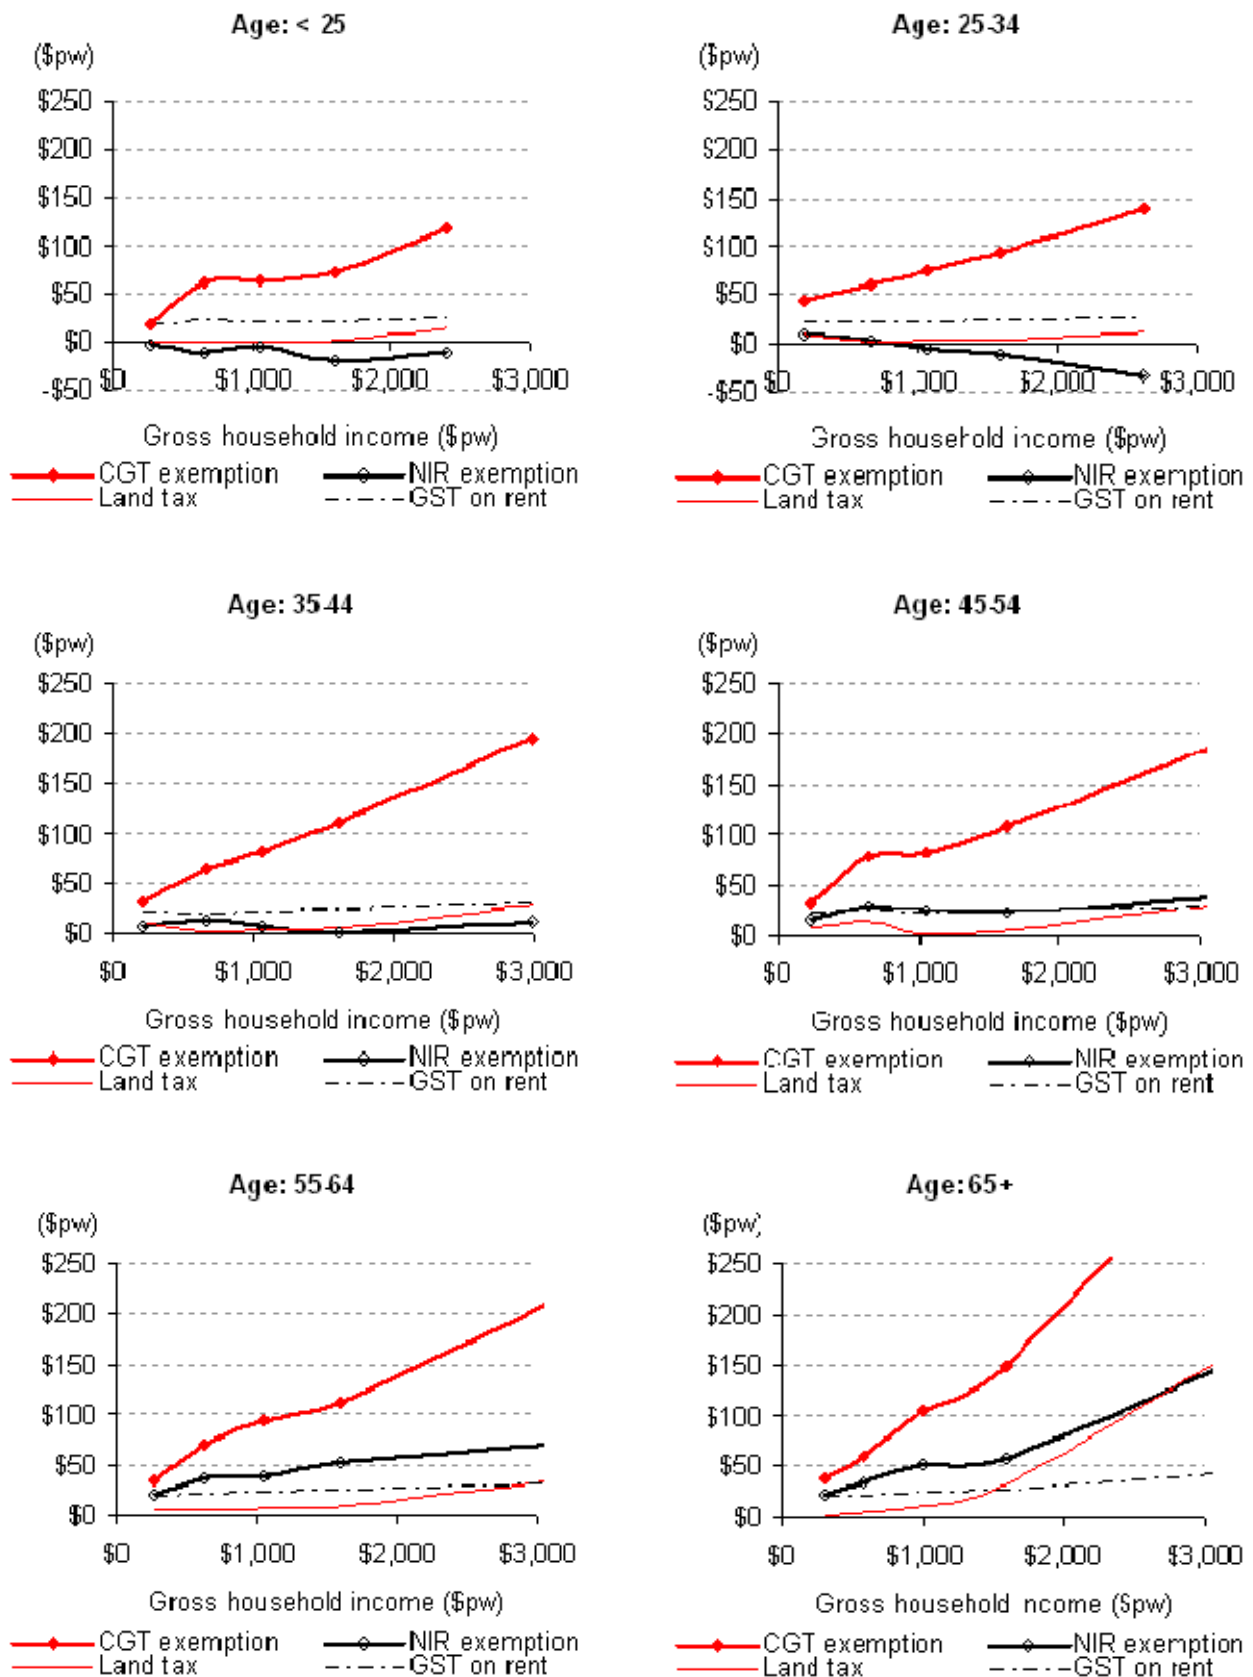 Age: < 25
($pw)
$250
$200
$150
$100
$50
$0
-$50
$0 $1,000 $2,000 $3,000
Gross household income ($pw)
CGT exemption NIR exemption
Land tax GST on rent
Age: 25-34
($pw)
$250
$200
$150
$100
$50
$0
-$50
$0 $1,000 $2,000 $3,000
Gross household income ($pw)
CGT exemption NIR exemption
Land tax GST on rent
Age: 35-44
($pw)
$250
$200
$150
$100
$50
$0
$0 $1,000 $2,000 $3,000
Gross household income ($pw)
CGT exemption NIR exemption
Land tax GST on rent
Age: 45-54
($pw)
$250
$200
$150
$100
$50
$0
$0 $1,000 $2,000 $3,000
Gross household income ($pw)
CGT exemption NIR exemption
Land tax GST on rent
Age: 55-64
($pw)
$250
$200
$150
$100
$50
$0
$0 $1,000 $2,000 $3,000
Gross household income ($pw)
CGT exemption NIR exemption
Land tax GST on rent
Age: 65+
($pw)
$250
$200
$150
$100
$50
$0
$0 $1,000 $2,000 $3,000
Gross household income ($pw)
CGT exemption NIR exemption
Land tax GST on rent